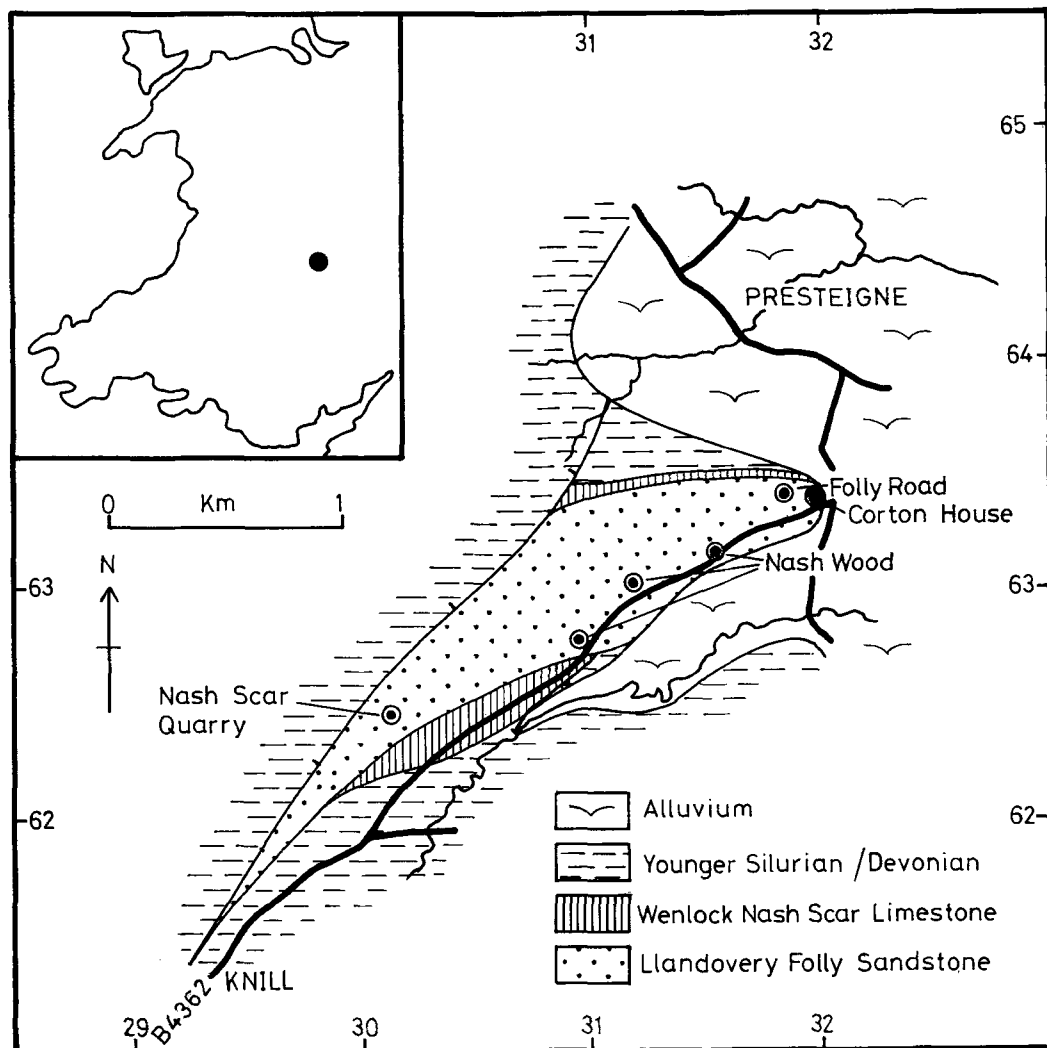 31
32
65
PRESTEIGNE
64
0 Km 1
Folly Road
Corton House
N
Nash Wood
63
63
Nash Scar
Quarry
62
62
Alluvium
Younger Silurian / Devonian
Wenlock Nash Scar Limestone
Llandovery Folly Sandstone
KNILL
B4362
29
30
31
32